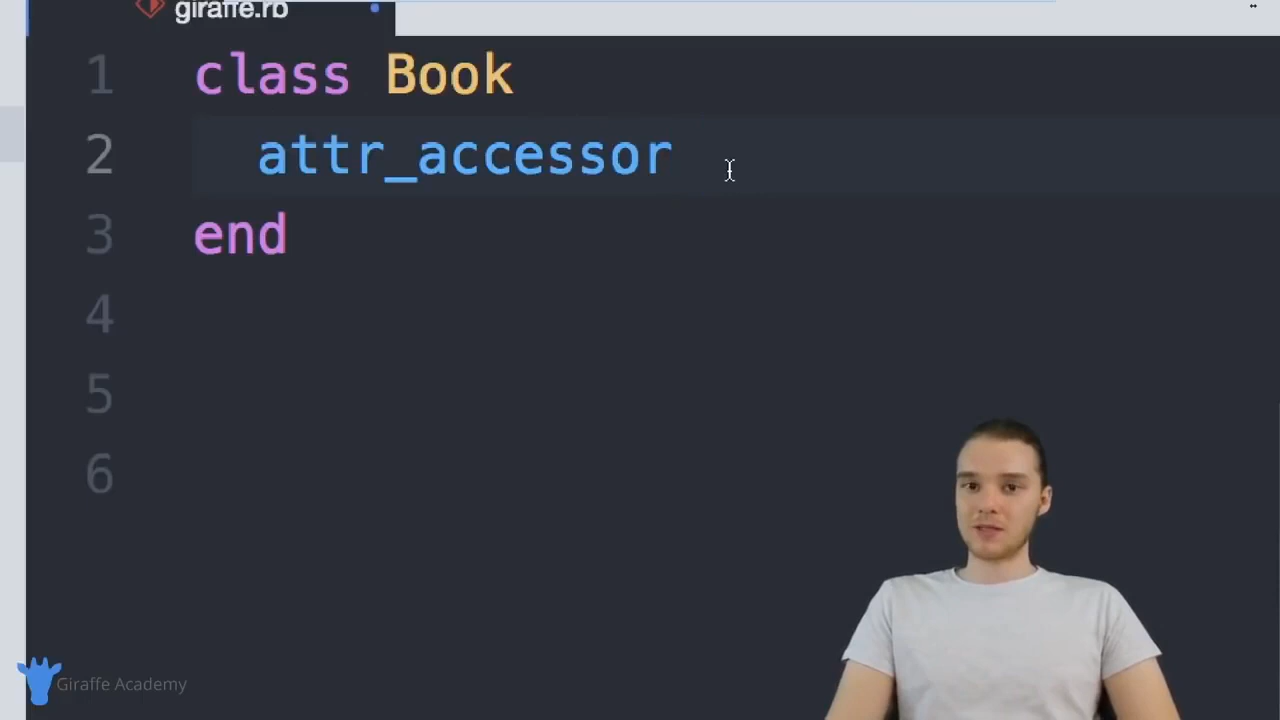 giraffe.rb
1 class Book
2 attr_accessor
3 end
4
5
6
Giraffe Academy